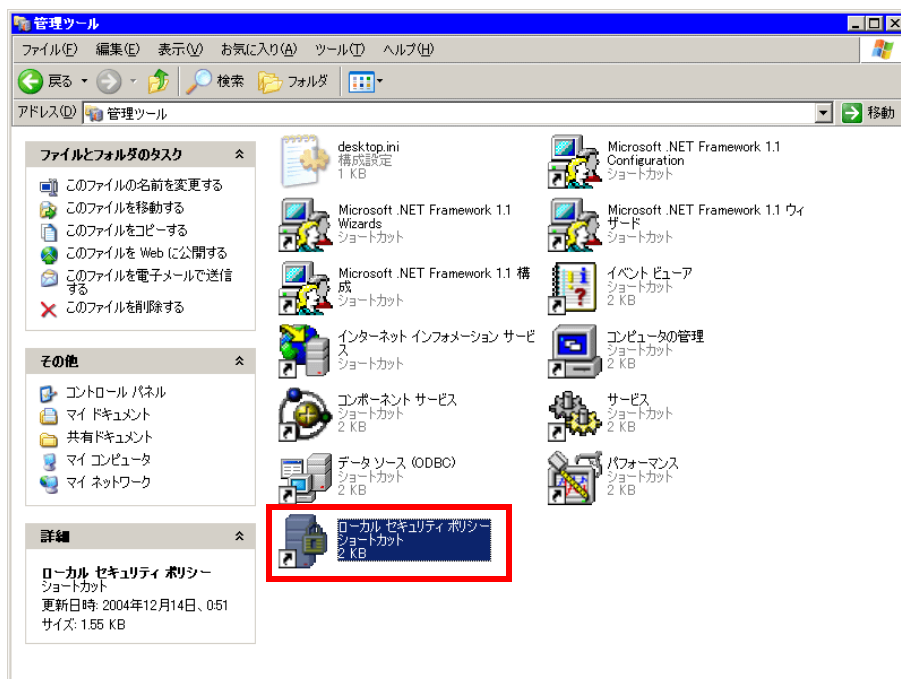 管理ツール
ファイル(F) 編集(E) 表示(V) お気に入り(A) ツール(T) ヘルプ(H)
戻る 検索 フォルダ
アドレス(D) 管理ツール 移動
ファイルとフォルダのタスク
このファイルの名前を変更する
このファイルを移動する
このファイルをコピーする
このファイルを Web に公開する
このファイルを電子メールで送信
する
このファイルを削除する
その他
コントロール パネル
マイ ドキュメント
共有ドキュメント
マイ コンピュータ
マイ ネットワーク
詳細
ローカル セキュリティ ポリシー
ショートカット
更新日時: 2004年12月14日、0:51
サイズ: 1.55 KB
desktop.ini
構成設定
1 KB
Microsoft .NET Framework 1.1
Configuration
ショートカット
Microsoft .NET Framework 1.1
Wizards
ショートカット
Microsoft .NET Framework 1.1 ウィ
ザード
ショートカット
Microsoft .NET Framework 1.1 構
成
ショートカット
イベント ビューア
ショートカット
2 KB
インターネット インフォメーション サービ
ス
ショートカット
コンピュータの管理
ショートカット
2 KB
コンポーネント サービス
ショートカット
2 KB
サービス
ショートカット
2 KB
データ ソース (ODBC)
ショートカット
2 KB
パフォーマンス
ショートカット
2 KB
ローカル セキュリティ ポリシー
ショートカット
2 KB